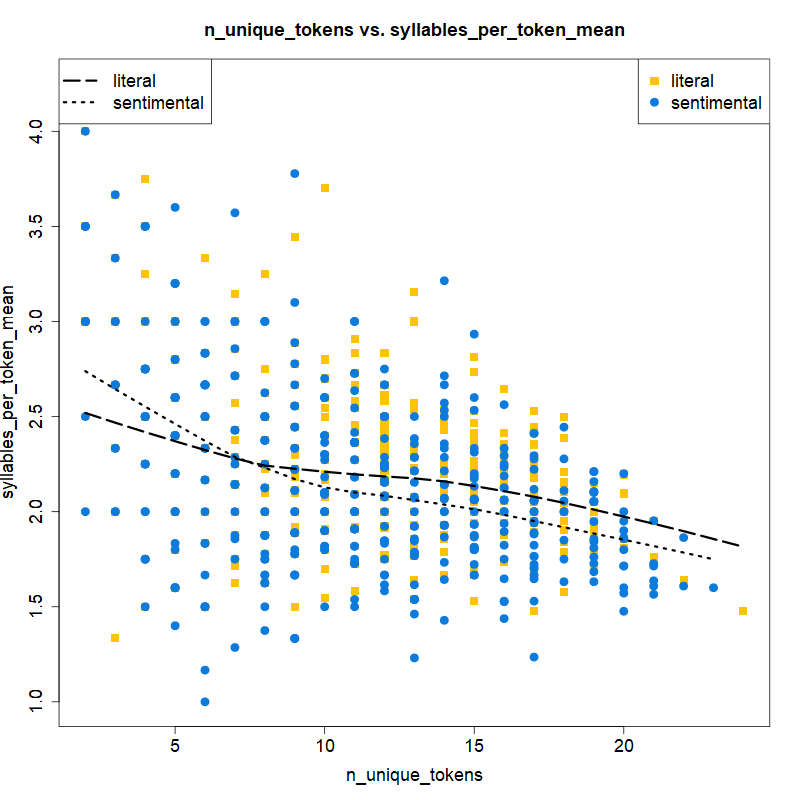 n_unique_tokens vs. syllables_per_token_mean
literal
sentimental
literal
sentimental
syllables_per_token_mean
4.0
3.5
3.0
2.5
2.0
1.5
1.0
5
10
15
20
n_unique_tokens